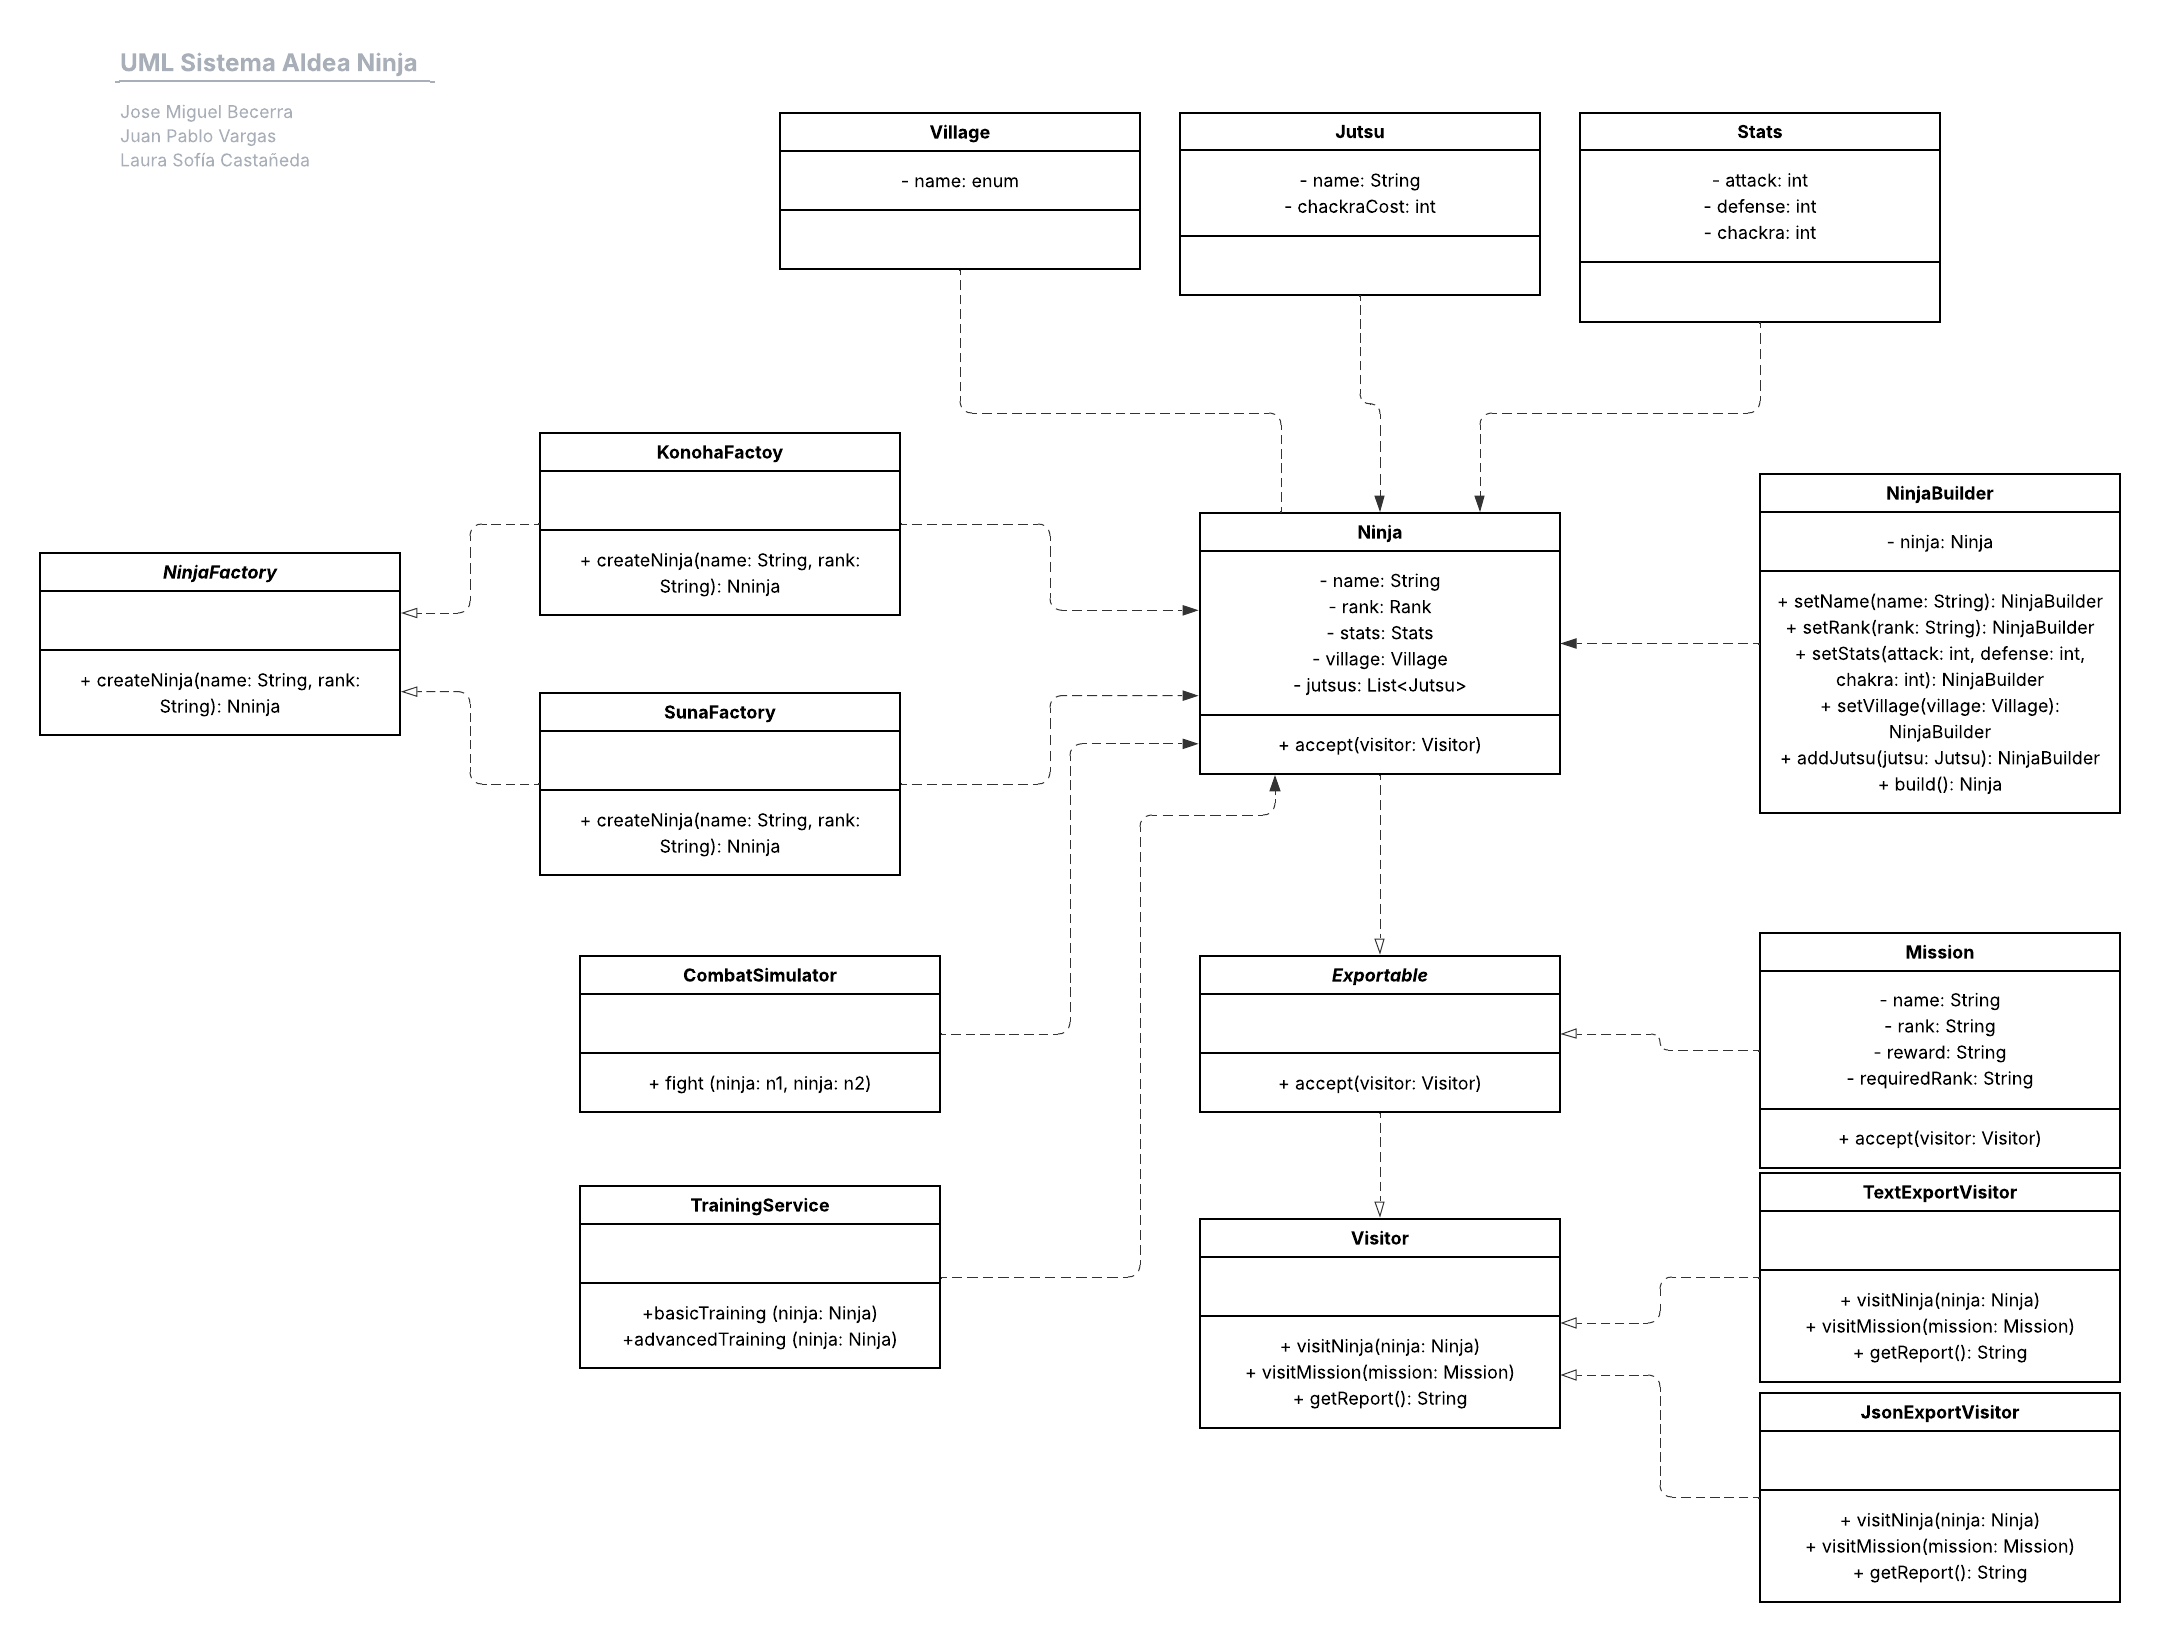 UML Sistema Aldea Ninja
Jose Miguel Becerra
Juan Pablo Vargas
Laura Sofía Castañeda
Village
- name: enum
Jutsu
- name: String
- chackraCost: int
Stats
- attack: int
- defense: int
- chackra: int
KonohaFactoy
+ createNinja(name: String, rank:
String): Nninja
NinjaFactory
+ createNinja(name: String, rank:
String): Nninja
SunaFactory
+ createNinja(name: String, rank:
String): Nninja
Ninja
- name: String
- rank: Rank
- stats: Stats
- village: Village
- jutsus: List<Jutsu>
+ accept(visitor: Visitor)
NinjaBuilder
- ninja: Ninja
+ setName(name: String): NinjaBuilder
+ setRank(rank: String): NinjaBuilder
+ setStats(attack: int, defense: int,
chakra: int): NinjaBuilder
+ setVillage(village: Village):
NinjaBuilder
+ addJutsu(jutsu: Jutsu): NinjaBuilder
+ build(): Ninja
CombatSimulator
+ fight (ninja: n1, ninja: n2)
Exportable
+ accept(visitor: Visitor)
Mission
- name: String
- rank: String
- reward: String
- requiredRank: String
+ accept(visitor: Visitor)
TrainingService
+basicTraining (ninja: Ninja)
+advancedTraining (ninja: Ninja)
Visitor
+ visitNinja(ninja: Ninja)
+ visitMission(mission: Mission)
+ getReport(): String
TextExportVisitor
+ visitNinja(ninja: Ninja)
+ visitMission(mission: Mission)
+ getReport(): String
JsonExportVisitor
+ visitNinja(ninja: Ninja)
+ visitMission(mission: Mission)
+ getReport(): String